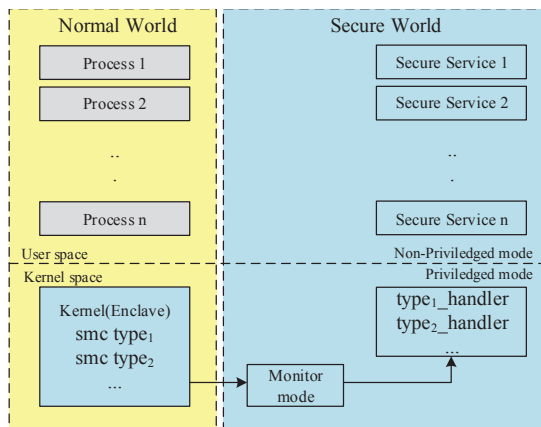 Normal World
Process 1
Process 2
..
.
Process n
User space
Kernel space
Kernel(Enclave)
smc type₁
smc type₂
...
Secure World
Secure Service 1
Secure Service 2
..
.
Secure Service n
Non-Priviledged mode
Priviledged mode
type₁_handler
type₂_handler
...
Monitor
mode